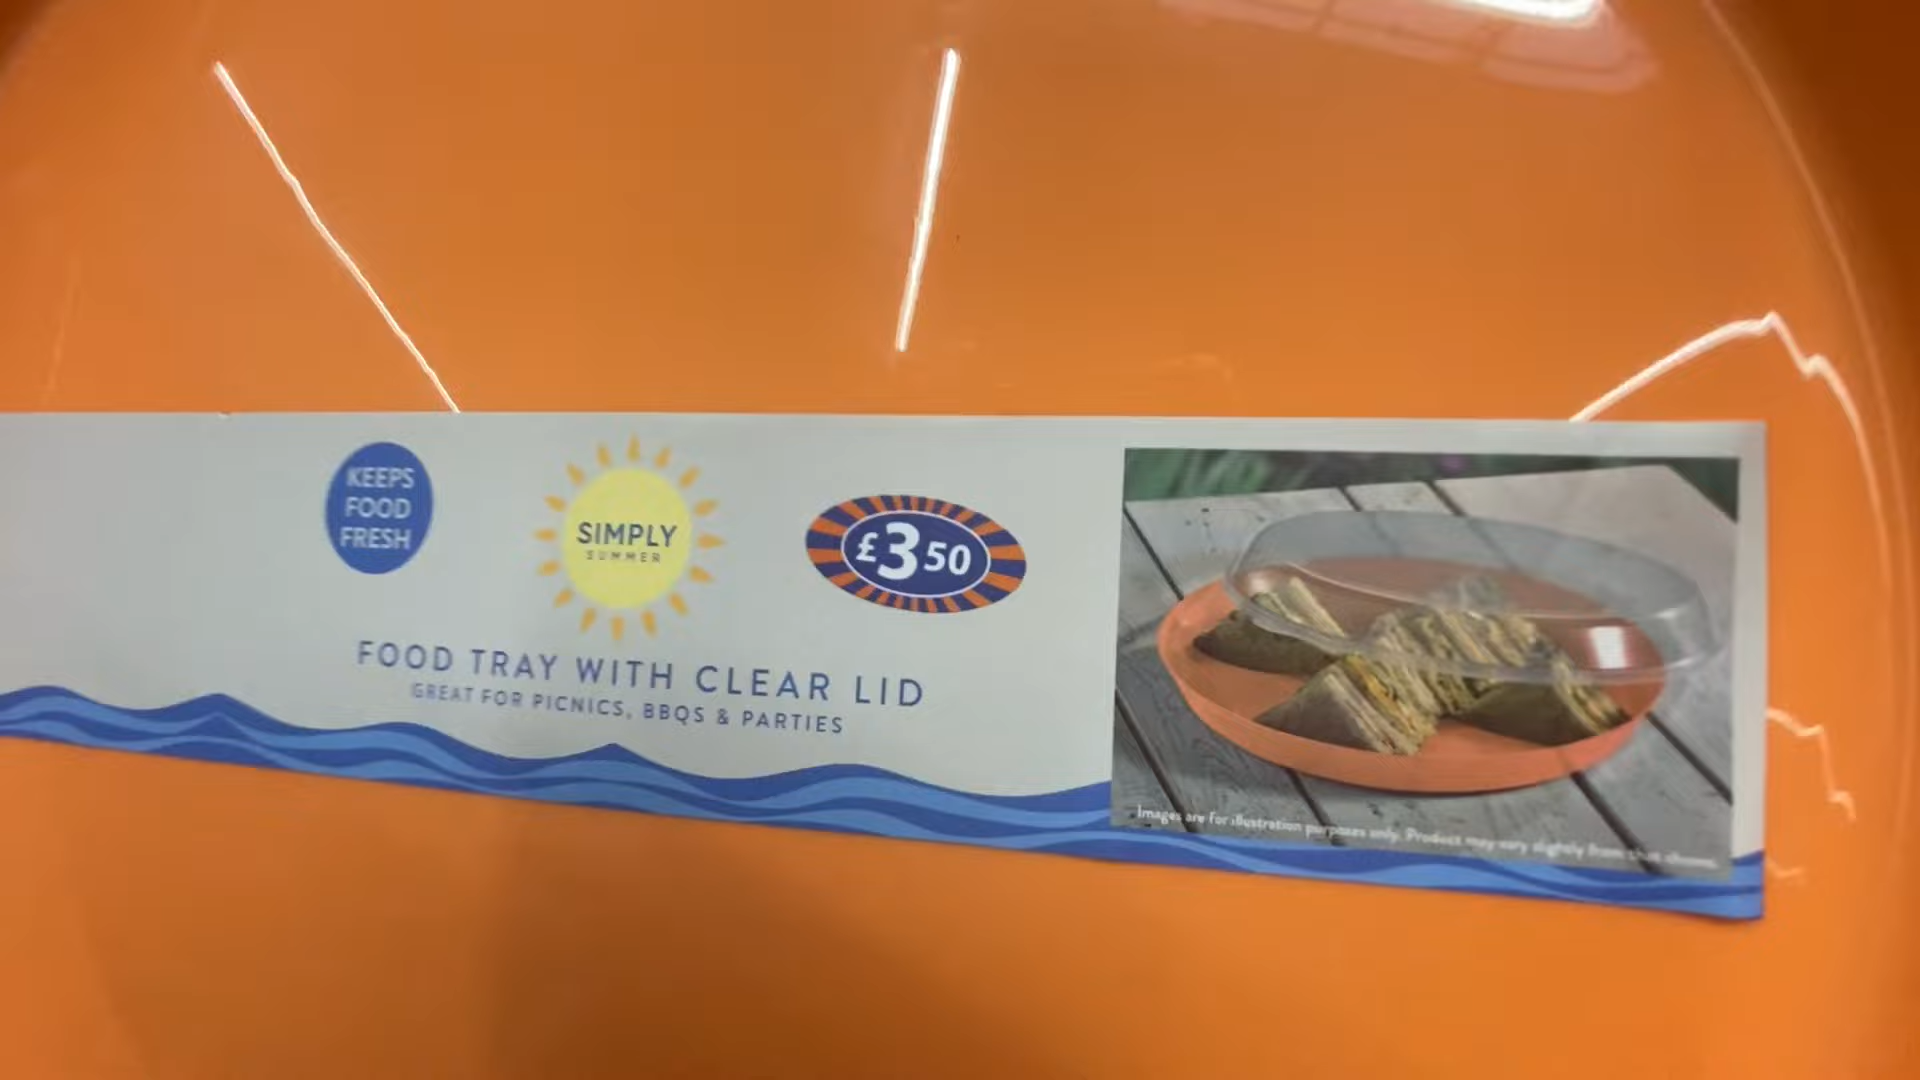 KEEPS
FOOD
FRESH
SIMPLY
SUMMER
£3.50
FOOD TRAY WITH CLEAR LID
GREAT FOR PICNICS, BBQS & PARTIES
Images are for illustration purposes only. Product may vary slightly from that shown.